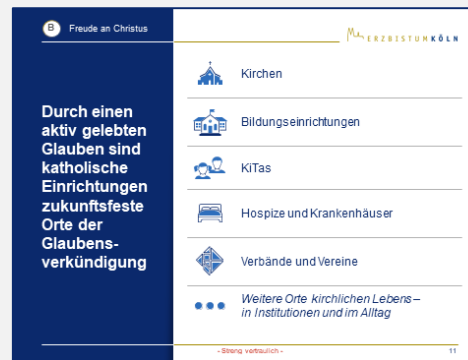 B Freude an Christus
ERZBISTUM KÖLN
Durch einen
aktiv gelebten
Glauben sind
katholische
Einrichtungen
zukunftsfeste
Orte der
Glaubens-
verkündigung
Kirchen
Bildungseinrichtungen
KiTas
Hospize und Krankenhäuser
Verbände und Vereine
Weitere Orte kirchlichen Lebens –
in Institutionen und im Alltag
- Streng vertraulich -
11